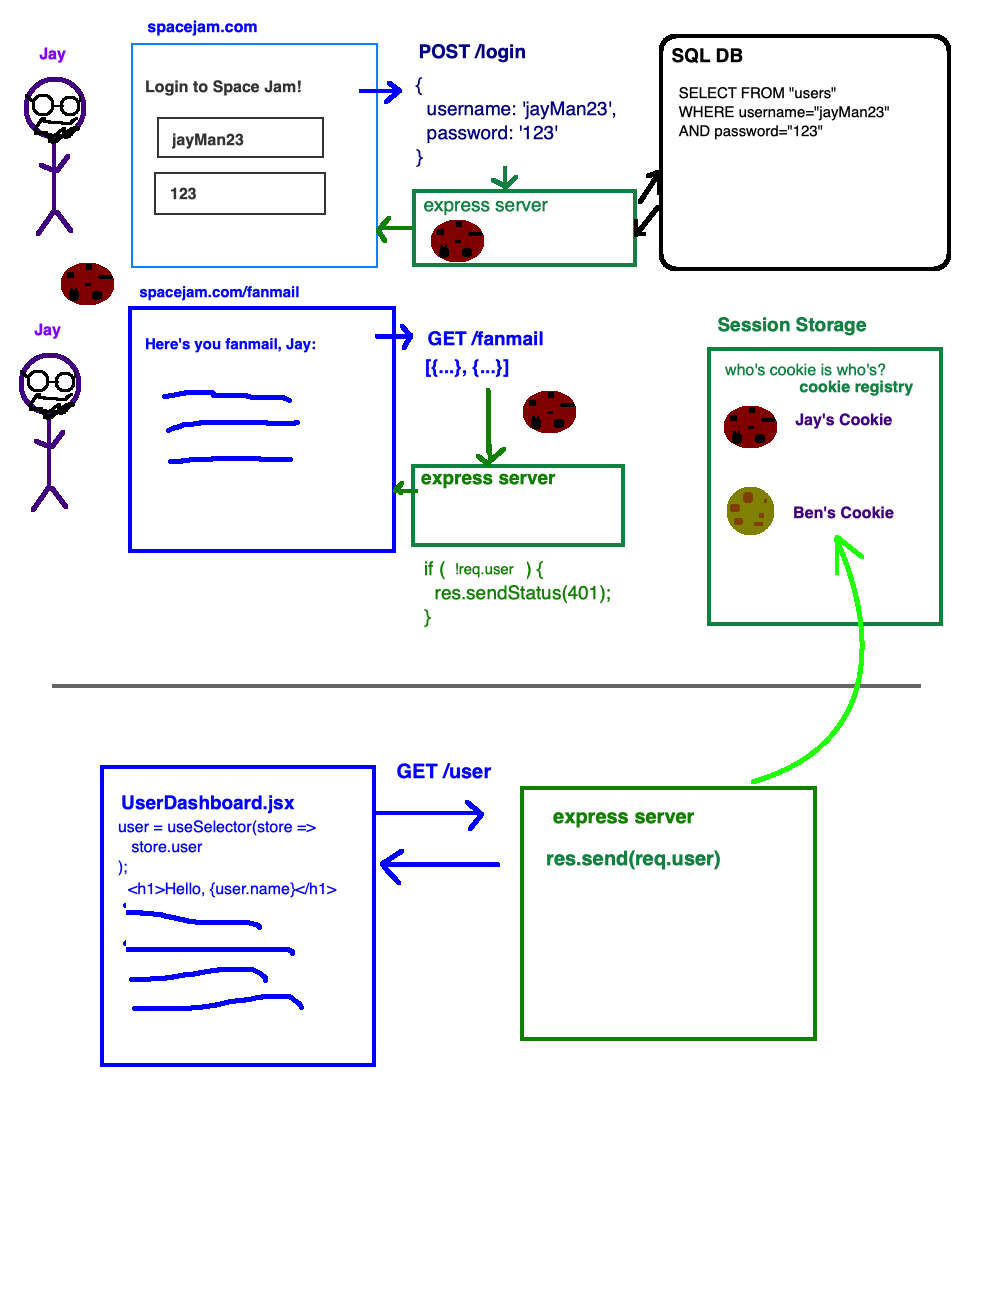 spacejam.com
Jay
Login to Space Jam!
jayMan23
123
POST /login
{
username: 'jayMan23',
password: '123'
}
express server
SQL DB
SELECT FROM "users"
WHERE username="jayMan23"
AND password="123"
spacejam.com/fanmail
Jay
Here's you fanmail, Jay:
GET /fanmail
[{...}, {...}]
express server
if ( !req.user ) {
res.sendStatus(401);
}
Session Storage
who's cookie is who's?
cookie registry
Jay's Cookie
Ben's Cookie
UserDashboard.jsx
user = useSelector(store =>
store.user
);
<h1>Hello, {user.name}</h1>
GET /user
express server
res.send(req.user)